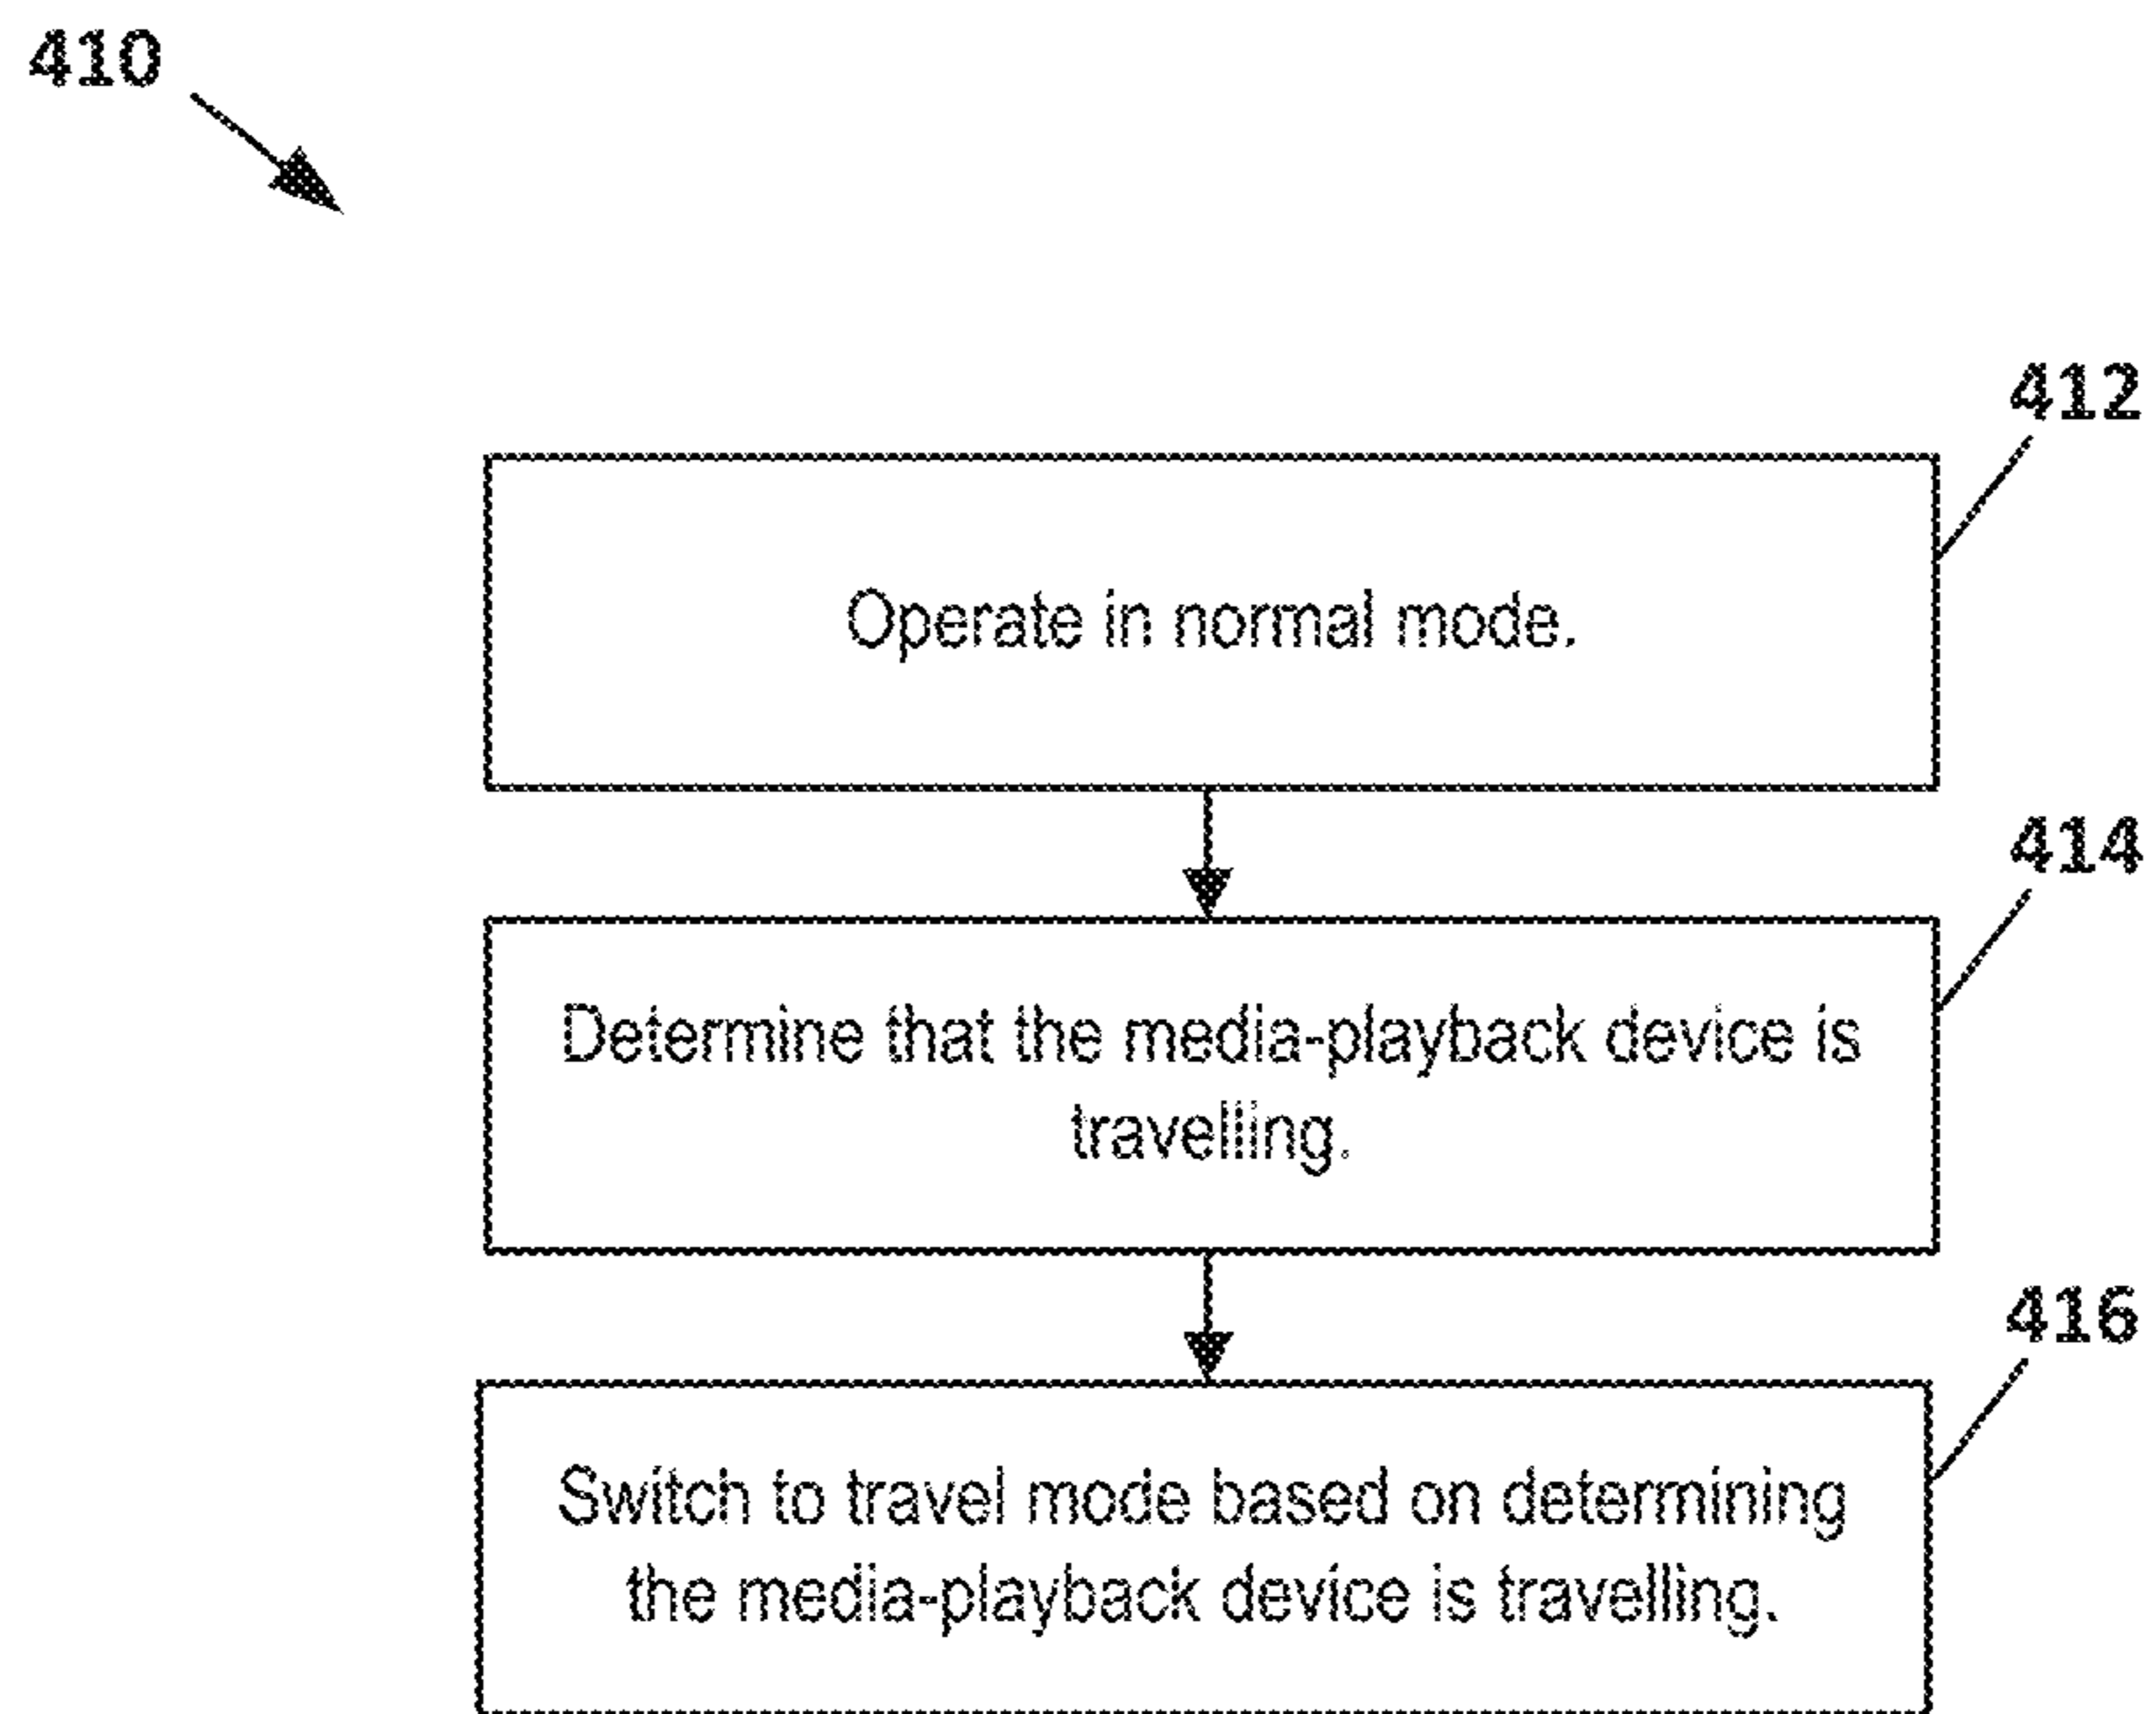 410
412
Operate in normal mode.
414
Determine that the media-playback device is
travelling.
416
Switch to travel mode based on determining
the media-playback device is travelling.